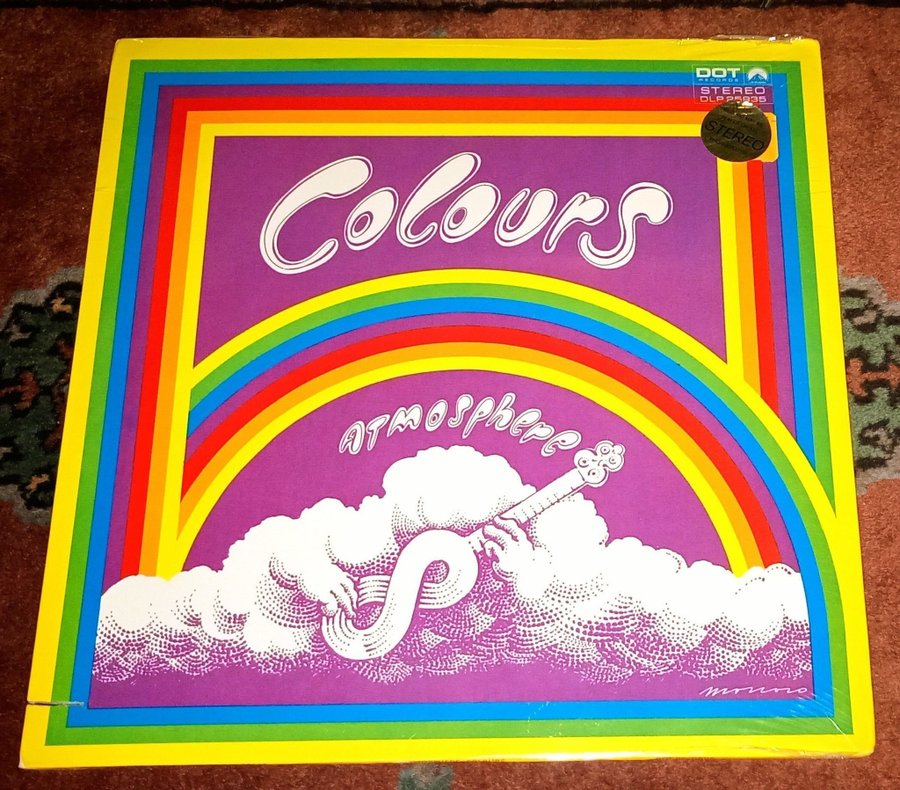 DOT
RECORDS
STEREO
DLP 25935
STEREO
Colours
ATMOSPHERE